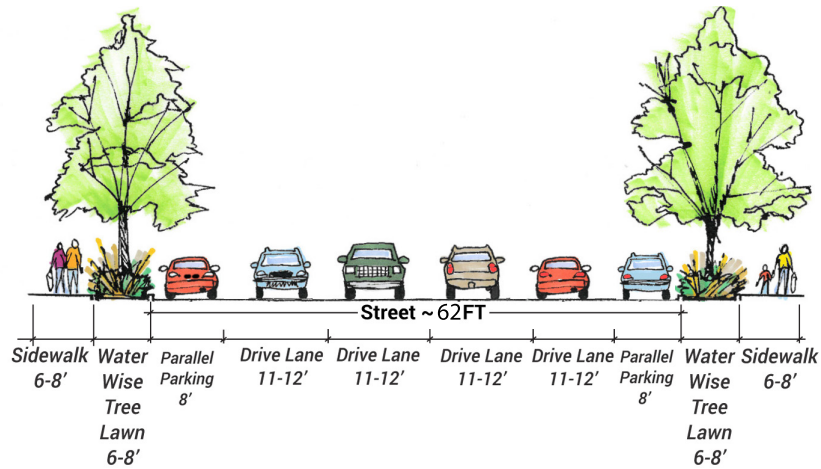 Street ~62FT
Sidewalk
6-8'
Water
Wise
Tree
Lawn
6-8'
Parallel
Parking
8'
Drive Lane
11-12'
Drive Lane
11-12'
Drive Lane
11-12'
Drive Lane
11-12'
Parallel
Parking
8'
Water
Wise
Tree
Lawn
6-8'
Sidewalk
6-8'